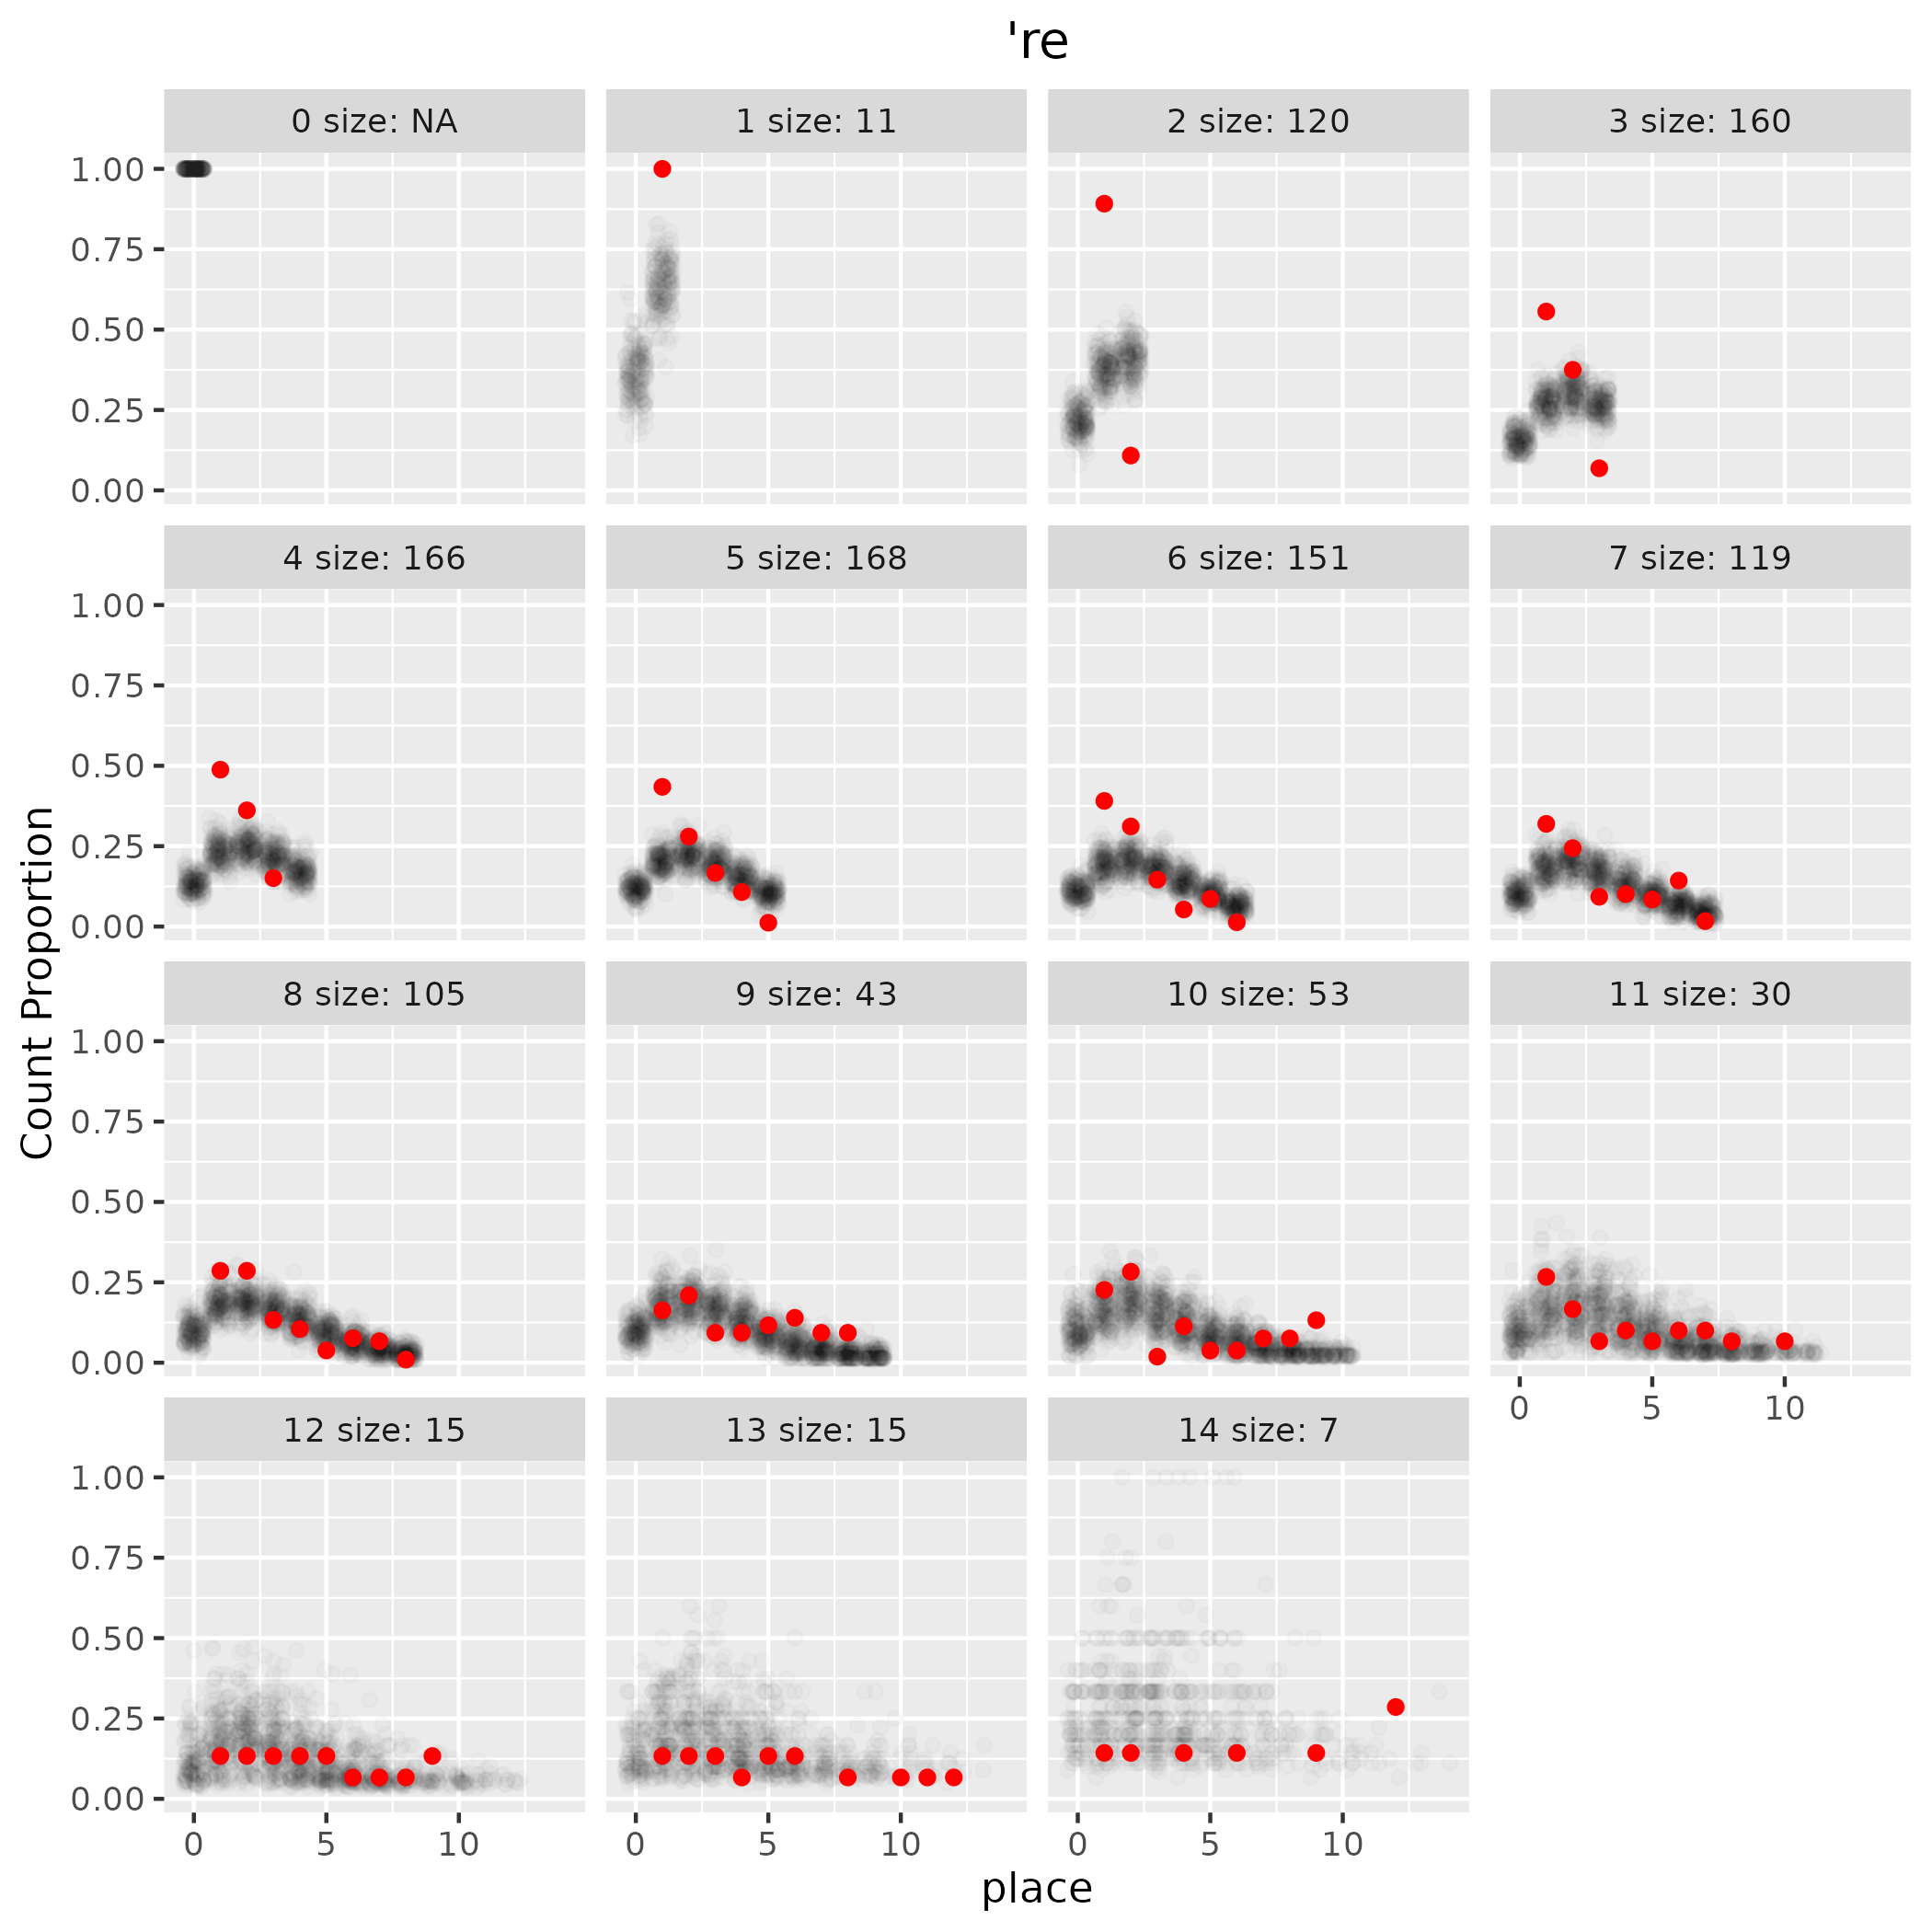 're
0 size: NA
1 size: 11
2 size: 120
3 size: 160
1.00
0.75
0.50
0.25
0.00
4 size: 166
5 size: 168
6 size: 151
7 size: 119
1.00
0.75
0.50
0.25
0.00
Count Proportion
8 size: 105
9 size: 43
10 size: 53
11 size: 30
1.00
0.75
0.50
0.25
0.00
0 5 10
12 size: 15
13 size: 15
14 size: 7
1.00
0.75
0.50
0.25
0.00
0 5 10
0 5 10
0 5 10
place